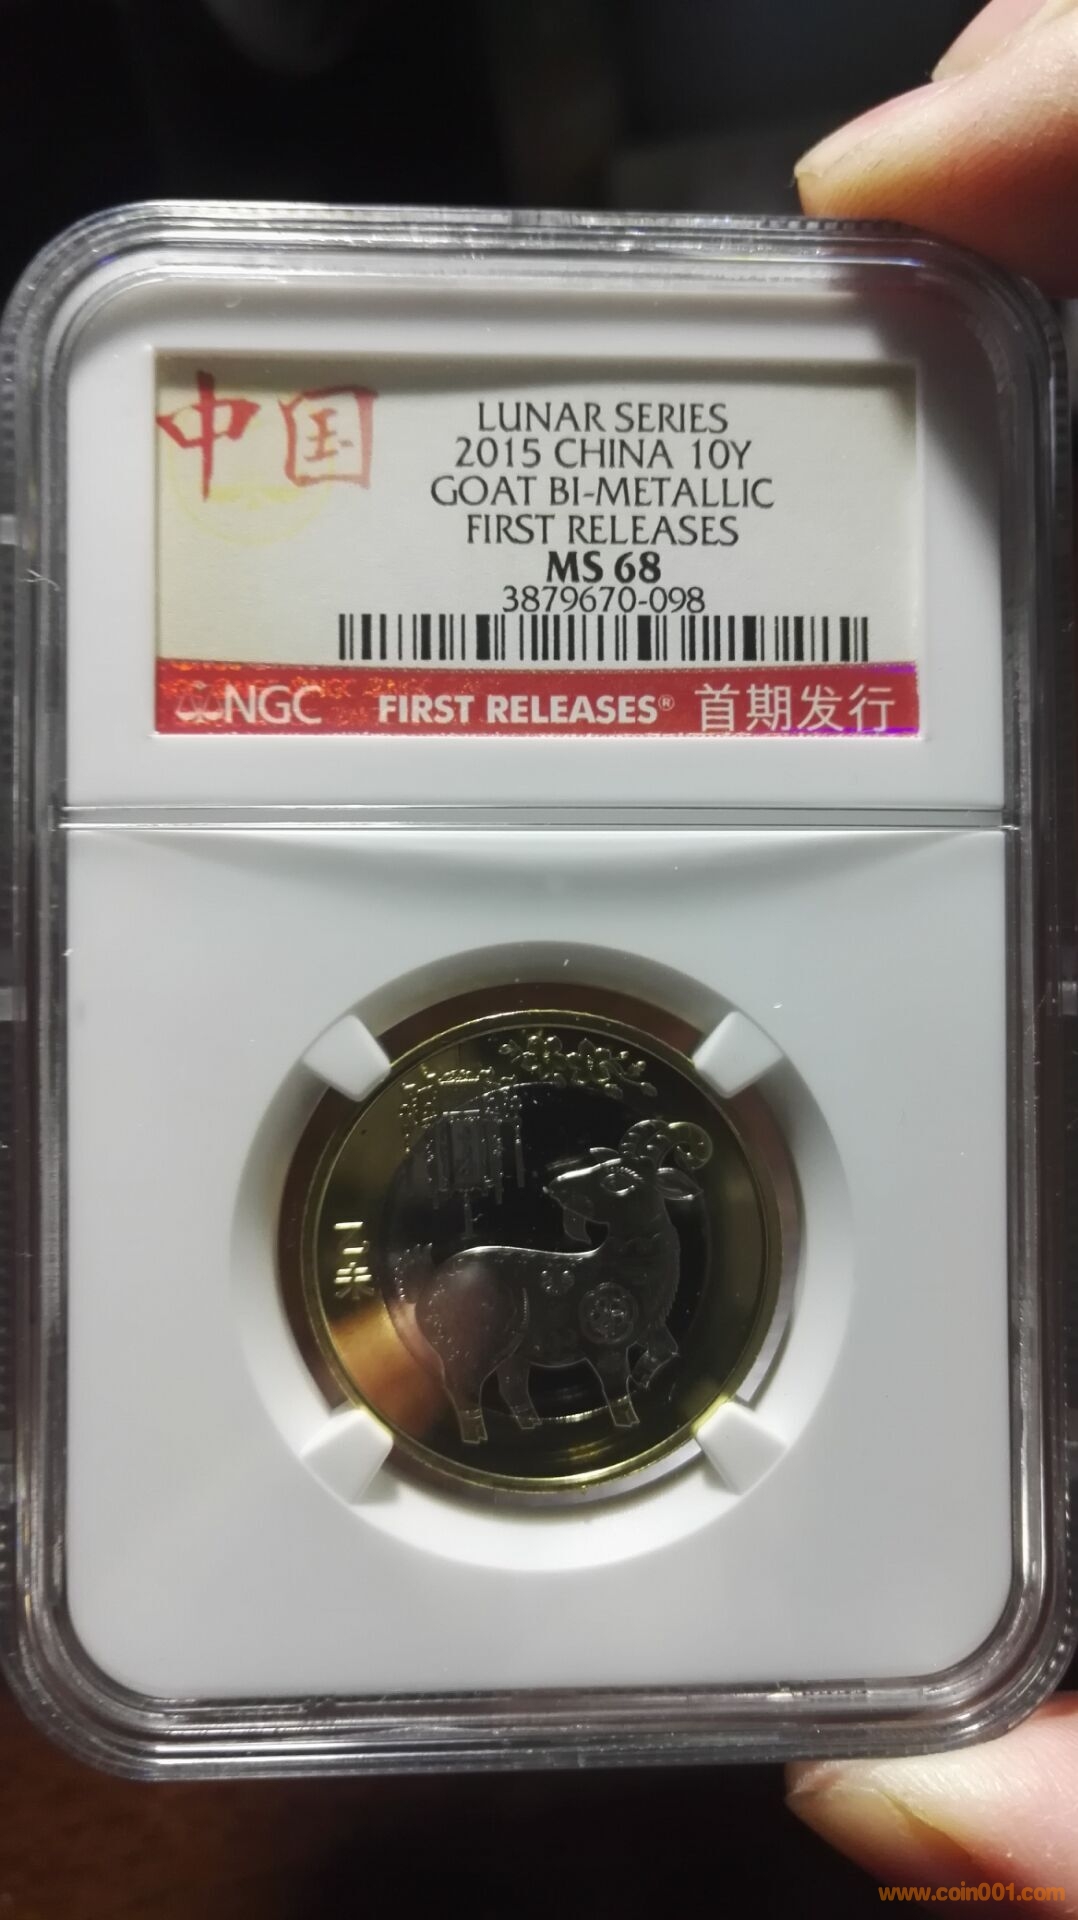 中国
LUNAR SERIES
2015 CHINA 10Y
GOAT BI-METALLIC
FIRST RELEASES
MS 68
3879670-098
NGC FIRST RELEASES® 首期发行
乙未
www.coin001.com